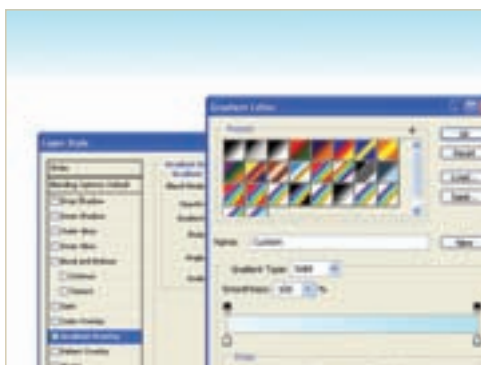 Gradient Editor
Layer Style
Presets
Styles
Blending Options: Default
Drop Shadow
Inner Shadow
Outer Glow
Inner Glow
Bevel and Emboss
Contour
Texture
Satin
Color Overlay
Gradient Overlay
Pattern Overlay
OK
Reset
Load...
Save...
Name: Custom
New
Gradient Type: Solid
Smoothness: 100 %
Stops